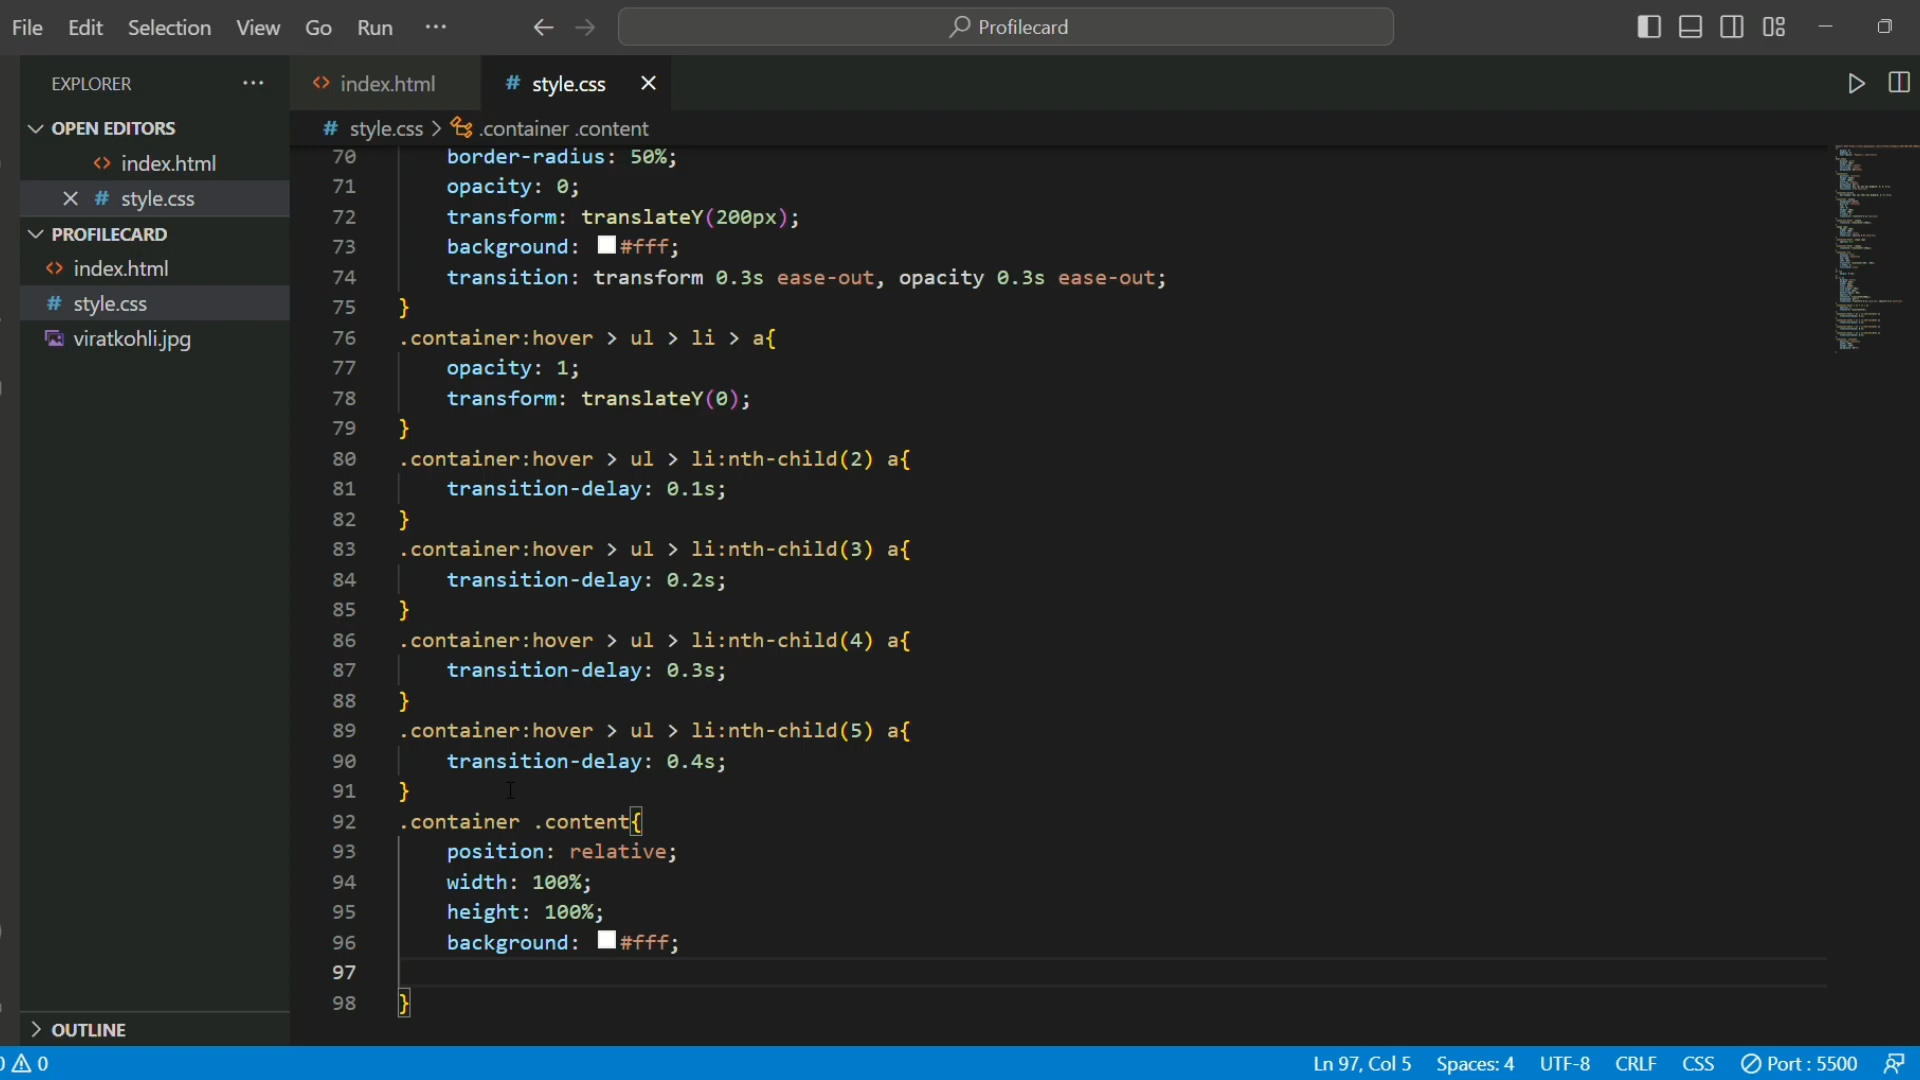 File Edit Selection View Go Run ··· Profilecard
EXPLORER ···
index.html
style.css
OPEN EDITORS
index.html
style.css
PROFILECARD
index.html
style.css
viratkohli.jpg
OUTLINE
style.css > .container .content
70 border-radius: 50%;
71 opacity: 0;
72 transform: translateY(200px);
73 background: #fff;
74 transition: transform 0.3s ease-out, opacity 0.3s ease-out;
75 }
76 .container:hover > ul > li > a{
77 opacity: 1;
78 transform: translateY(0);
79 }
80 .container:hover > ul > li:nth-child(2) a{
81 transition-delay: 0.1s;
82 }
83 .container:hover > ul > li:nth-child(3) a{
84 transition-delay: 0.2s;
85 }
86 .container:hover > ul > li:nth-child(4) a{
87 transition-delay: 0.3s;
88 }
89 .container:hover > ul > li:nth-child(5) a{
90 transition-delay: 0.4s;
91 }
92 .container .content{
93 position: relative;
94 width: 100%;
95 height: 100%;
96 background: #fff;
97
98 }
0 Ln 97, Col 5 Spaces: 4 UTF-8 CRLF CSS Port : 5500